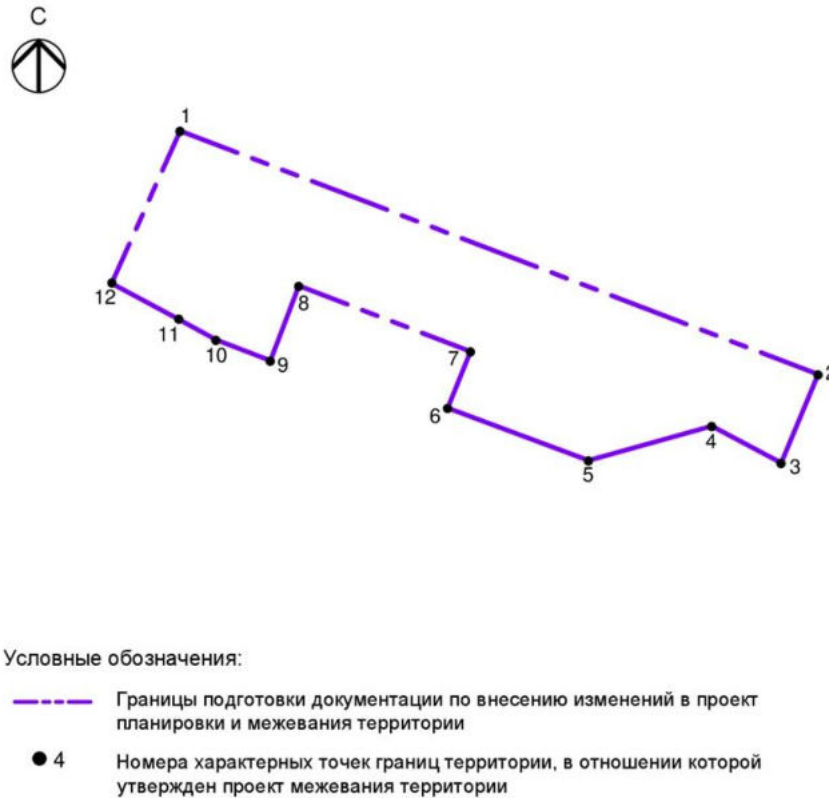 С
1
2
3
4
5
6
7
8
9
10
11
12
Условные обозначения:
Границы подготовки документации по внесению изменений в проект
планировки и межевания территории
4 Номера характерных точек границ территории, в отношении которой
утвержден проект межевания территории